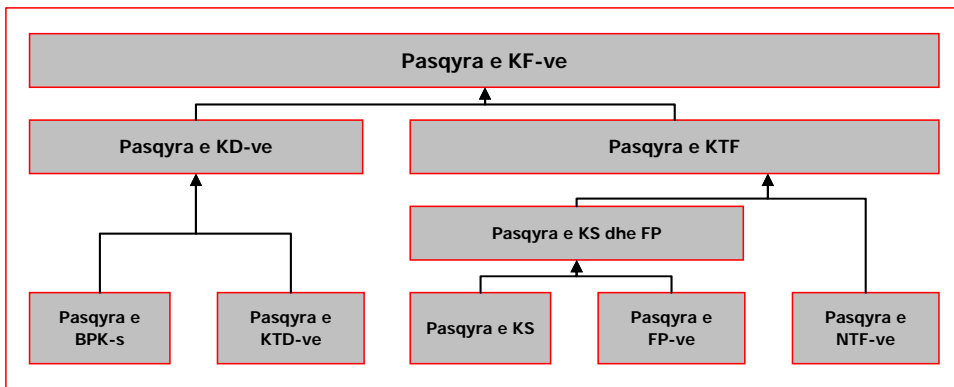 Pasqyra e KF-ve
Pasqyra e KD-ve
Pasqyra e KTF
Pasqyra e KS dhe FP
Pasqyra e
BPK-s
Pasqyra e
KTD-ve
Pasqyra e KS
Pasqyra e
FP-ve
Pasqyra e
NTF-ve